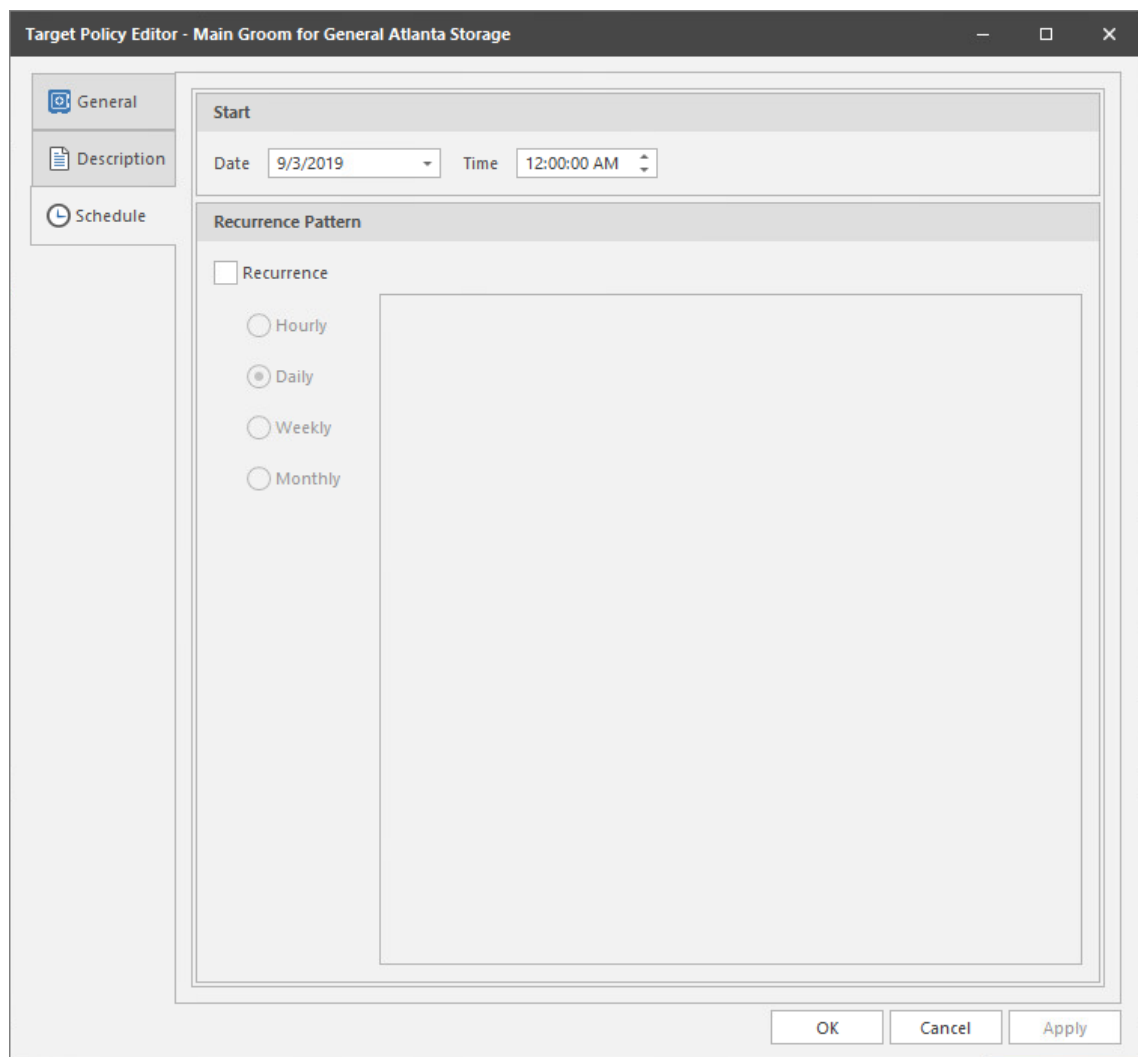 Target Policy Editor - Main Groom for General Atlanta Storage
General
Description
Schedule
Start
Date 9/3/2019 Time 12:00:00 AM
Recurrence Pattern
Recurrence
Hourly
Daily
Weekly
Monthly
OK Cancel Apply